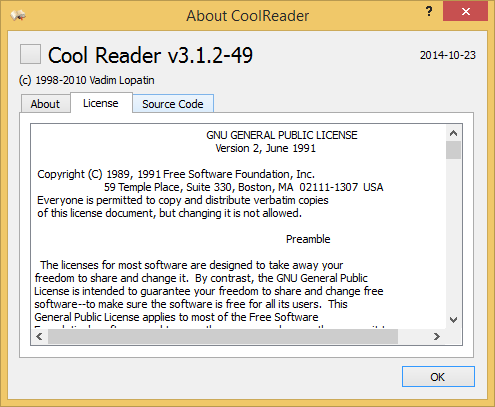 About CoolReader
?
Cool Reader v3.1.2-49
2014-10-23
(c) 1998-2010 Vadim Lopatin
About
License
Source Code
GNU GENERAL PUBLIC LICENSE
Version 2, June 1991
Copyright (C) 1989, 1991 Free Software Foundation, Inc.
59 Temple Place, Suite 330, Boston, MA 02111-1307 USA
Everyone is permitted to copy and distribute verbatim copies
of this license document, but changing it is not allowed.
Preamble
The licenses for most software are designed to take away your
freedom to share and change it. By contrast, the GNU General Public
License is intended to guarantee your freedom to share and change free
software--to make sure the software is free for all its users. This
General Public License applies to most of the Free Software
OK